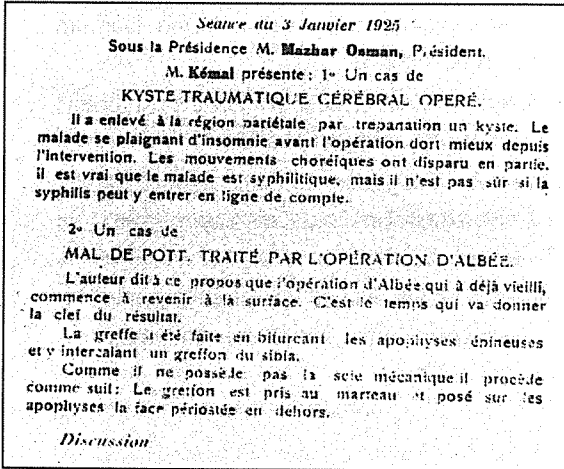 Séance du 3 Janvier 1925
Sous la Présidence M. Mazhar Osman, Président.
M. Kémal présente: 1º Un cas de
KYSTE TRAUMATIQUE CÉRÉBRAL OPERÉ.
Il a enlevé à la région pariétale par trepanation un kyste. Le
malade se plaignant d'insomnie avant l'opération dort mieux depuis
l'Intervention. Les mouvements choréiques ont disparu en partie.
il est vrai que le malade est syphilitique, mais il n'est pas sûr si la
syphilis peut y entrer en ligne de compte.
2º Un cas de
MAL DE POTT. TRAITÉ PAR L'OPÉRATION D'ALBÉE.
L'auteur dit à ce propos que l'opération d'Albée qui à déjà vieilli,
commence à revenir à la surface. C'est le temps qui va donner
la clef du résultat.
La greffe a été faite en bifurcant les apophyses épineuses
et y intercalant un greffon du sibia.
Comme il ne possède pas la scie mécanique il procède
comme suit: Le greffon est pris au marteau et posé sur les
apophyses la face périostée en dehors.
Discussion